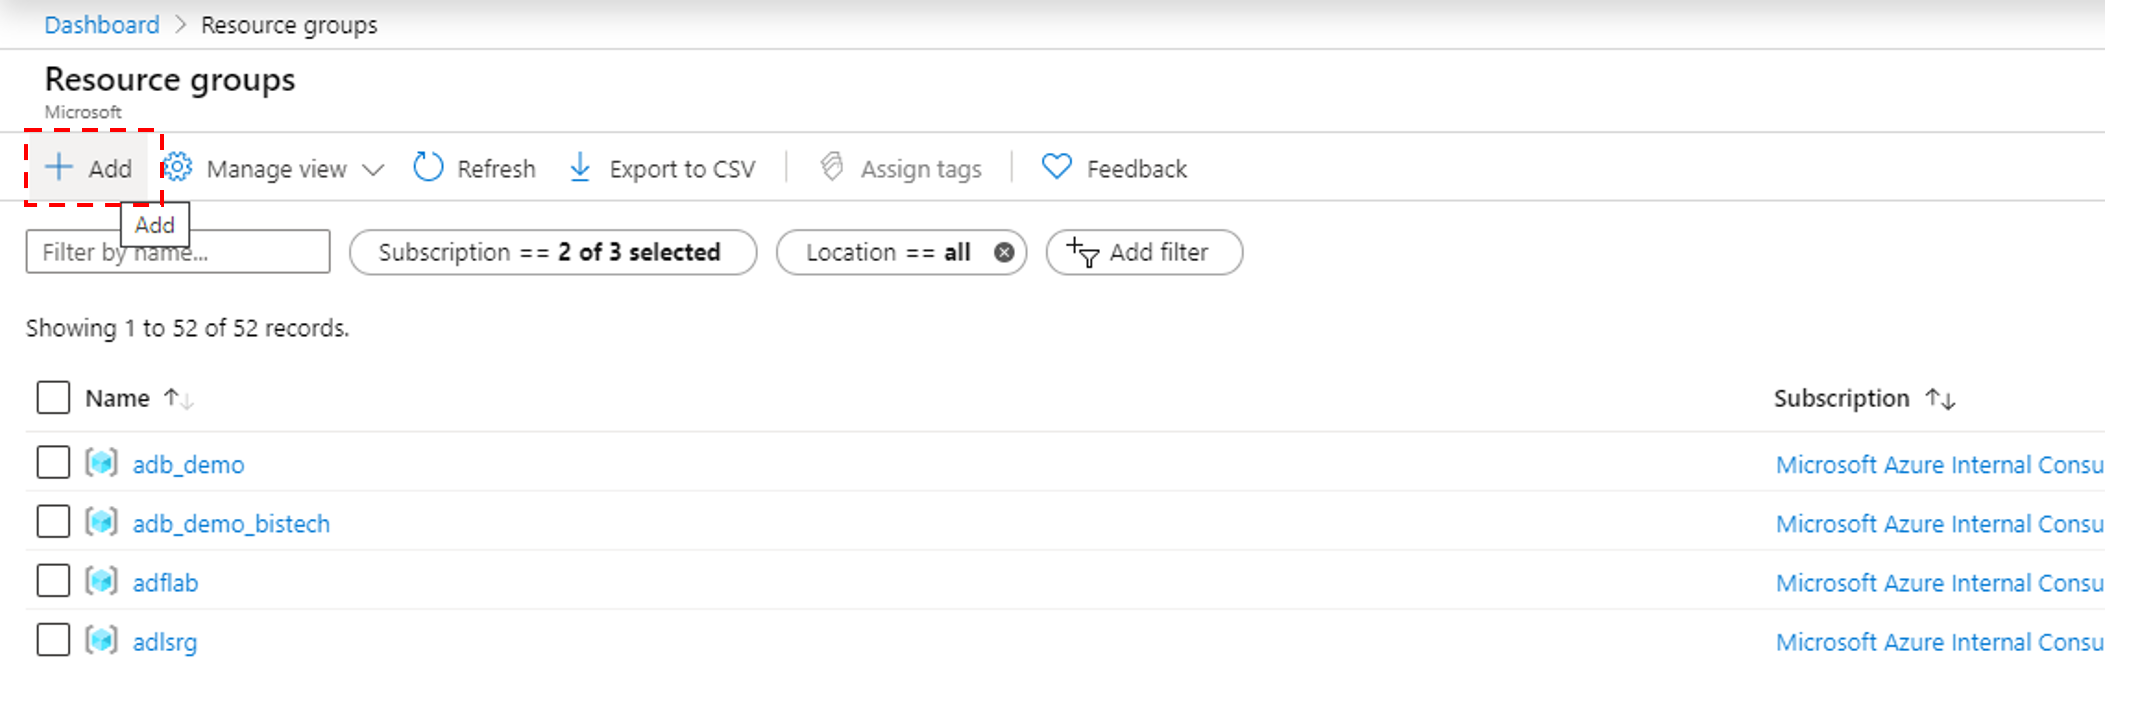 Dashboard > Resource groups
Resource groups
Microsoft
+ Add Manage view Refresh Export to CSV Assign tags Feedback
Add
Filter by name... Subscription == 2 of 3 selected Location == all Add filter
Showing 1 to 52 of 52 records.
Name ↑↓ Subscription ↑↓
adb_demo Microsoft Azure Internal Consu
adb_demo_bistech Microsoft Azure Internal Consu
adflab Microsoft Azure Internal Consu
adlsrg Microsoft Azure Internal Consu